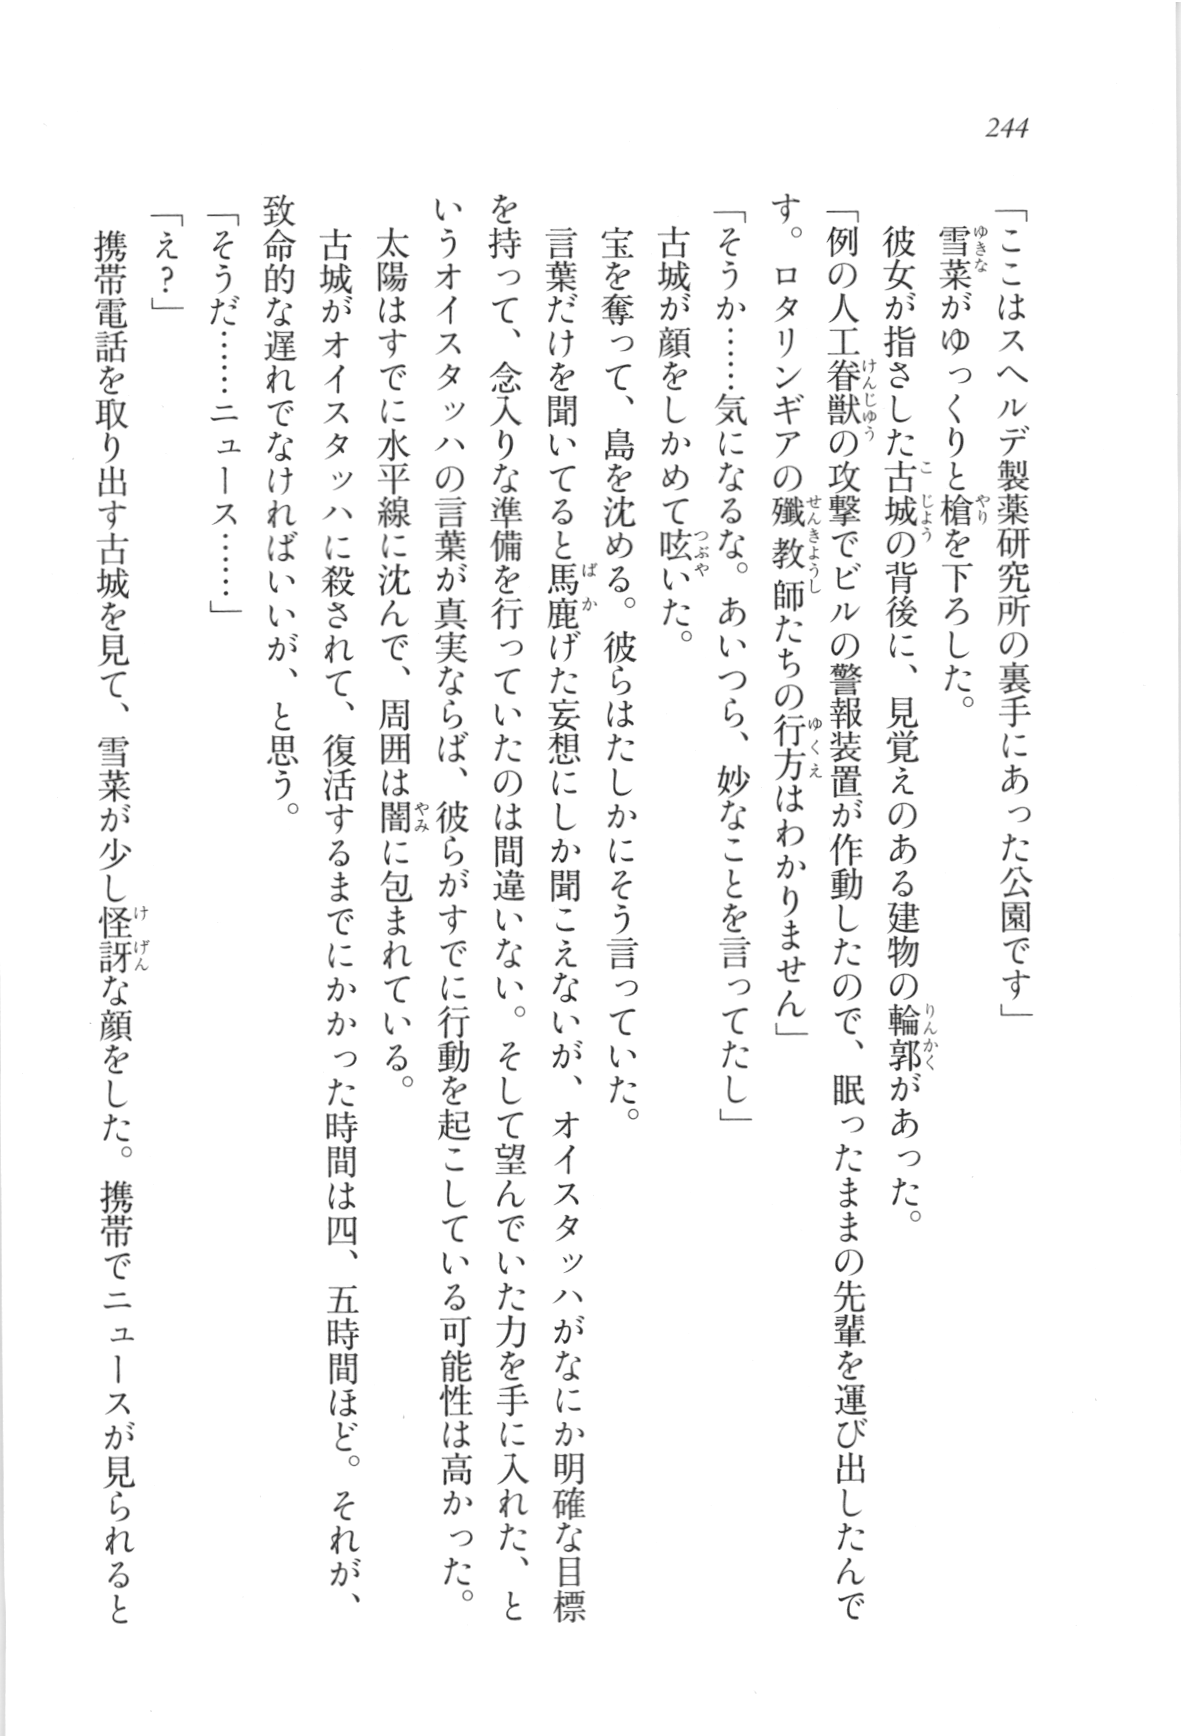 244
「ここはスヘルデ製薬研究所の裏手にあった公園です」
雪菜がゆっくりと槍を下ろした。
彼女が指さした古城の背後に、見覚えのある建物の輪郭があった。
「例の人工眷獣の攻撃でビルの警報装置が作動したので、眠ったままの先輩を運び出したんで
す。ロタリンギアの殲教師たちの行方はわかりません」
「そうか……気になるな。あいつら、妙なことを言ってたし」
古城が顔をしかめて呟いた。
宝を奪って、島を沈める。彼らはたしかにそう言っていた。
言葉だけを聞いてると馬鹿げた妄想にしか聞こえないが、オイスタッハがなにか明確な目標
を持って、念入りな準備を行っていたのは間違いない。そして望んでいた力を手に入れた、と
いうオイスタッハの言葉が真実ならば、彼らがすでに行動を起こしている可能性は高かった。
太陽はすでに水平線に沈んで、周囲は闇に包まれている。
古城がオイスタッハに殺されて、復活するまでにかかった時間は四、五時間ほど。それが、
致命的な遅れでなければいいが、と思う。
「そうだ……ニュース……」
「え？」
携帯電話を取り出す古城を見て、雪菜が少し怪訝な顔をした。携帯でニュースが見られると